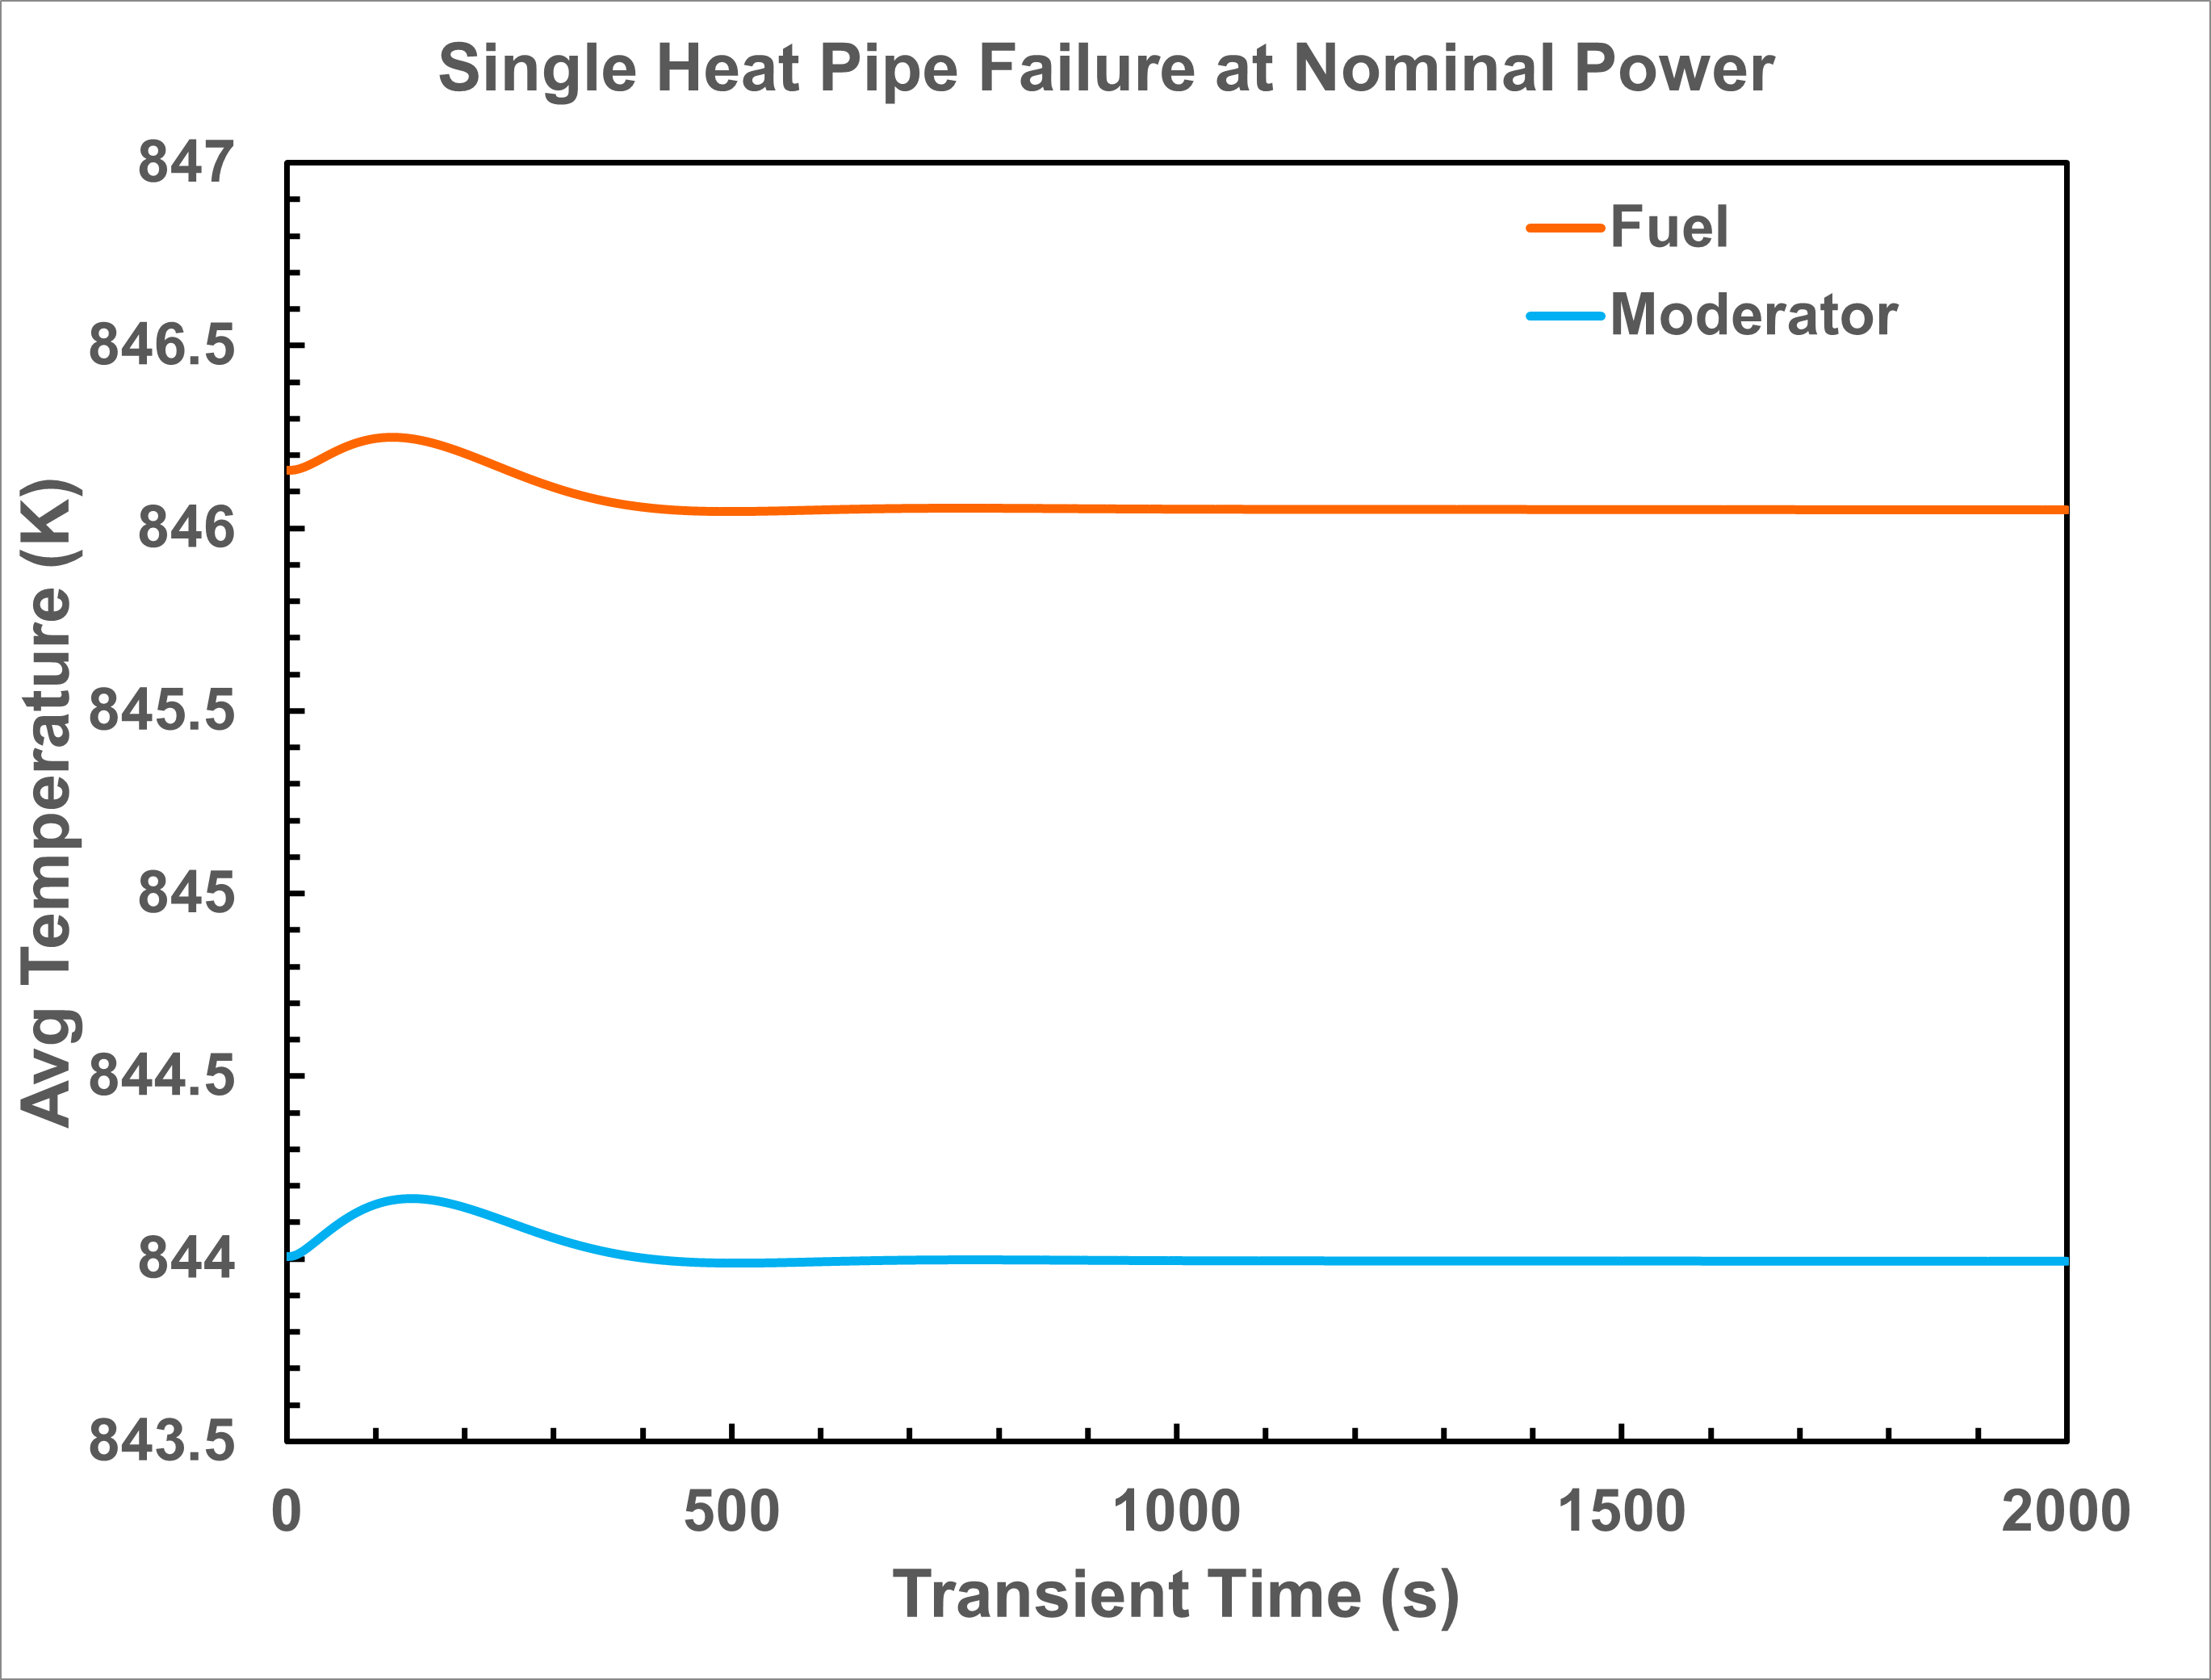 Single Heat Pipe Failure at Nominal Power
847
846.5
846
845.5
845
844.5
844
843.5
Avg Temperature (K)
Fuel
Moderator
0 500 1000 1500 2000
Transient Time (s)